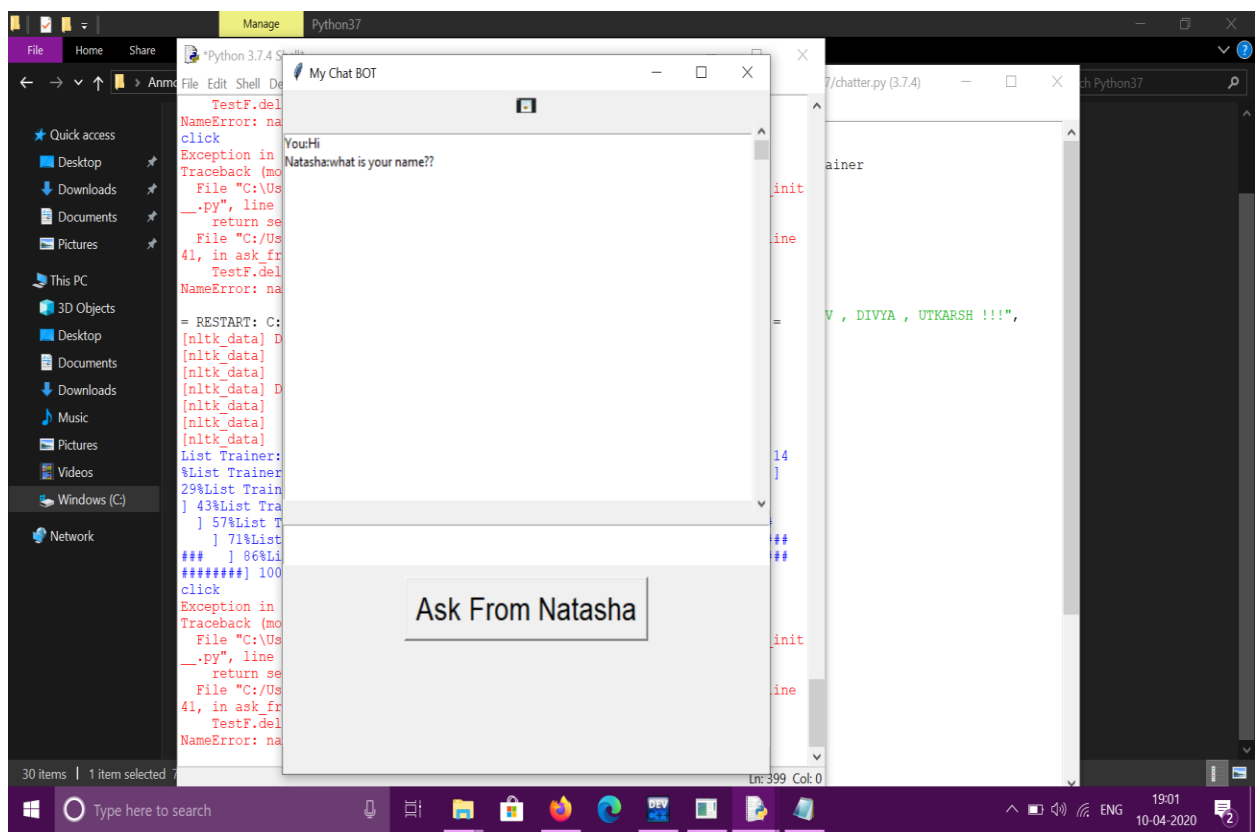 Manage Python37
File Home Share
*Python 3.7.4
My Chat BOT
7/chatter.py (3.7.4)
Python37
File Edit Shell
TestF.del
NameError: na
click
Exception in
Traceback (mo
File "C:\Us
init
__.py", line
return se
File "C:/Us
line
41, in ask_fr
TestF.del
NameError: na
= RESTART: C:
=
[nltk_data] D
[nltk_data]
[nltk_data]
[nltk_data] D
[nltk_data]
[nltk_data]
[nltk_data]
List Trainer:
14
%List Trainer
]
29%List Train
] 43%List Tra
] 57%List T
] 71%List
##
### ] 86%Li
##
########] 100
click
Exception in
Traceback (mo
File "C:\Us
init
__.py", line
return se
File "C:/Us
line
41, in ask_fr
TestF.del
NameError: na
Ln: 399 Col: 0
You:Hi
Natasha:what is your name??
Ask From Natasha
ainer
V , DIVYA , UTKARSH !!!",
Quick access
Desktop
Downloads
Documents
Pictures
This PC
3D Objects
Desktop
Documents
Downloads
Music
Pictures
Videos
Windows (C:)
Network
30 items 1 item selected
Type here to search
DEV
ENG
19:01
10-04-2020
2